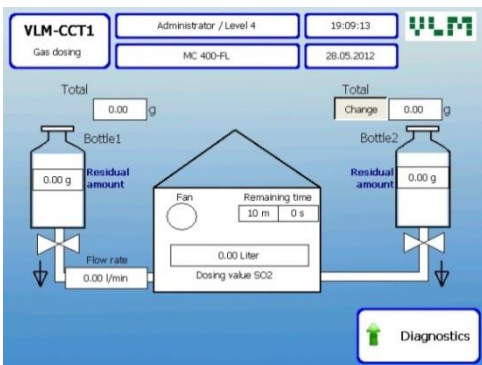 VLM-CCT1
Gas dosing
Administrator / Level 4
19:09:13
VLM
MC 400-FL
28.05.2012
Total
0.00 g
Total
Change 0.00 g
Bottle1
Bottle2
0.00 g
Residual
amount
Residual
amount
0.00 g
Fan
Remaining time
10 m 0 s
Flow rate
0.00 l/min
0.00 Liter
Dosing value SO2
Diagnostics